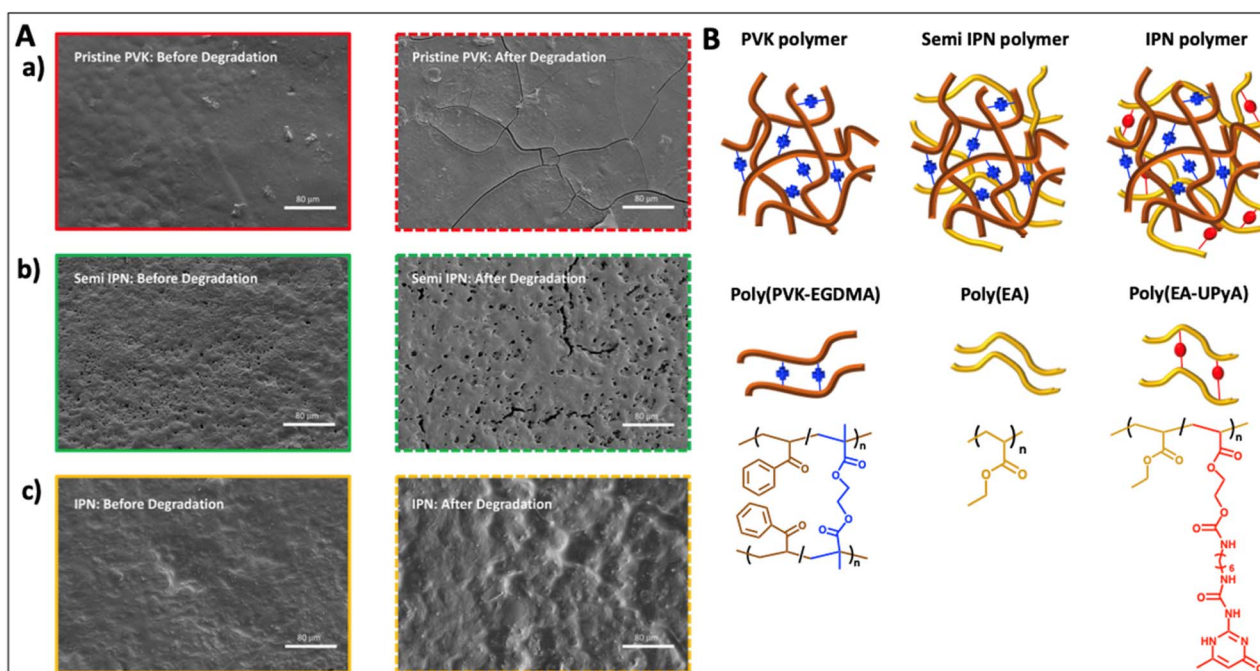 A
a)
Pristine PVK: Before Degradation
80 µm
Pristine PVK: After Degradation
80 µm
b)
Semi IPN: Before Degradation
80 µm
Semi IPN: After Degradation
80 µm
c)
IPN: Before Degradation
80 µm
IPN: After Degradation
80 µm
B
PVK polymer
Semi IPN polymer
IPN polymer
Poly(PVK-EGDMA)
Poly(EA)
Poly(EA-UPyA)
( / )n
O
O
O
O
O
O
( / )n
( )n
O
O
( / )n
O
O
O
O
O
O
NH
6
NH
O
NH
HN
N
O